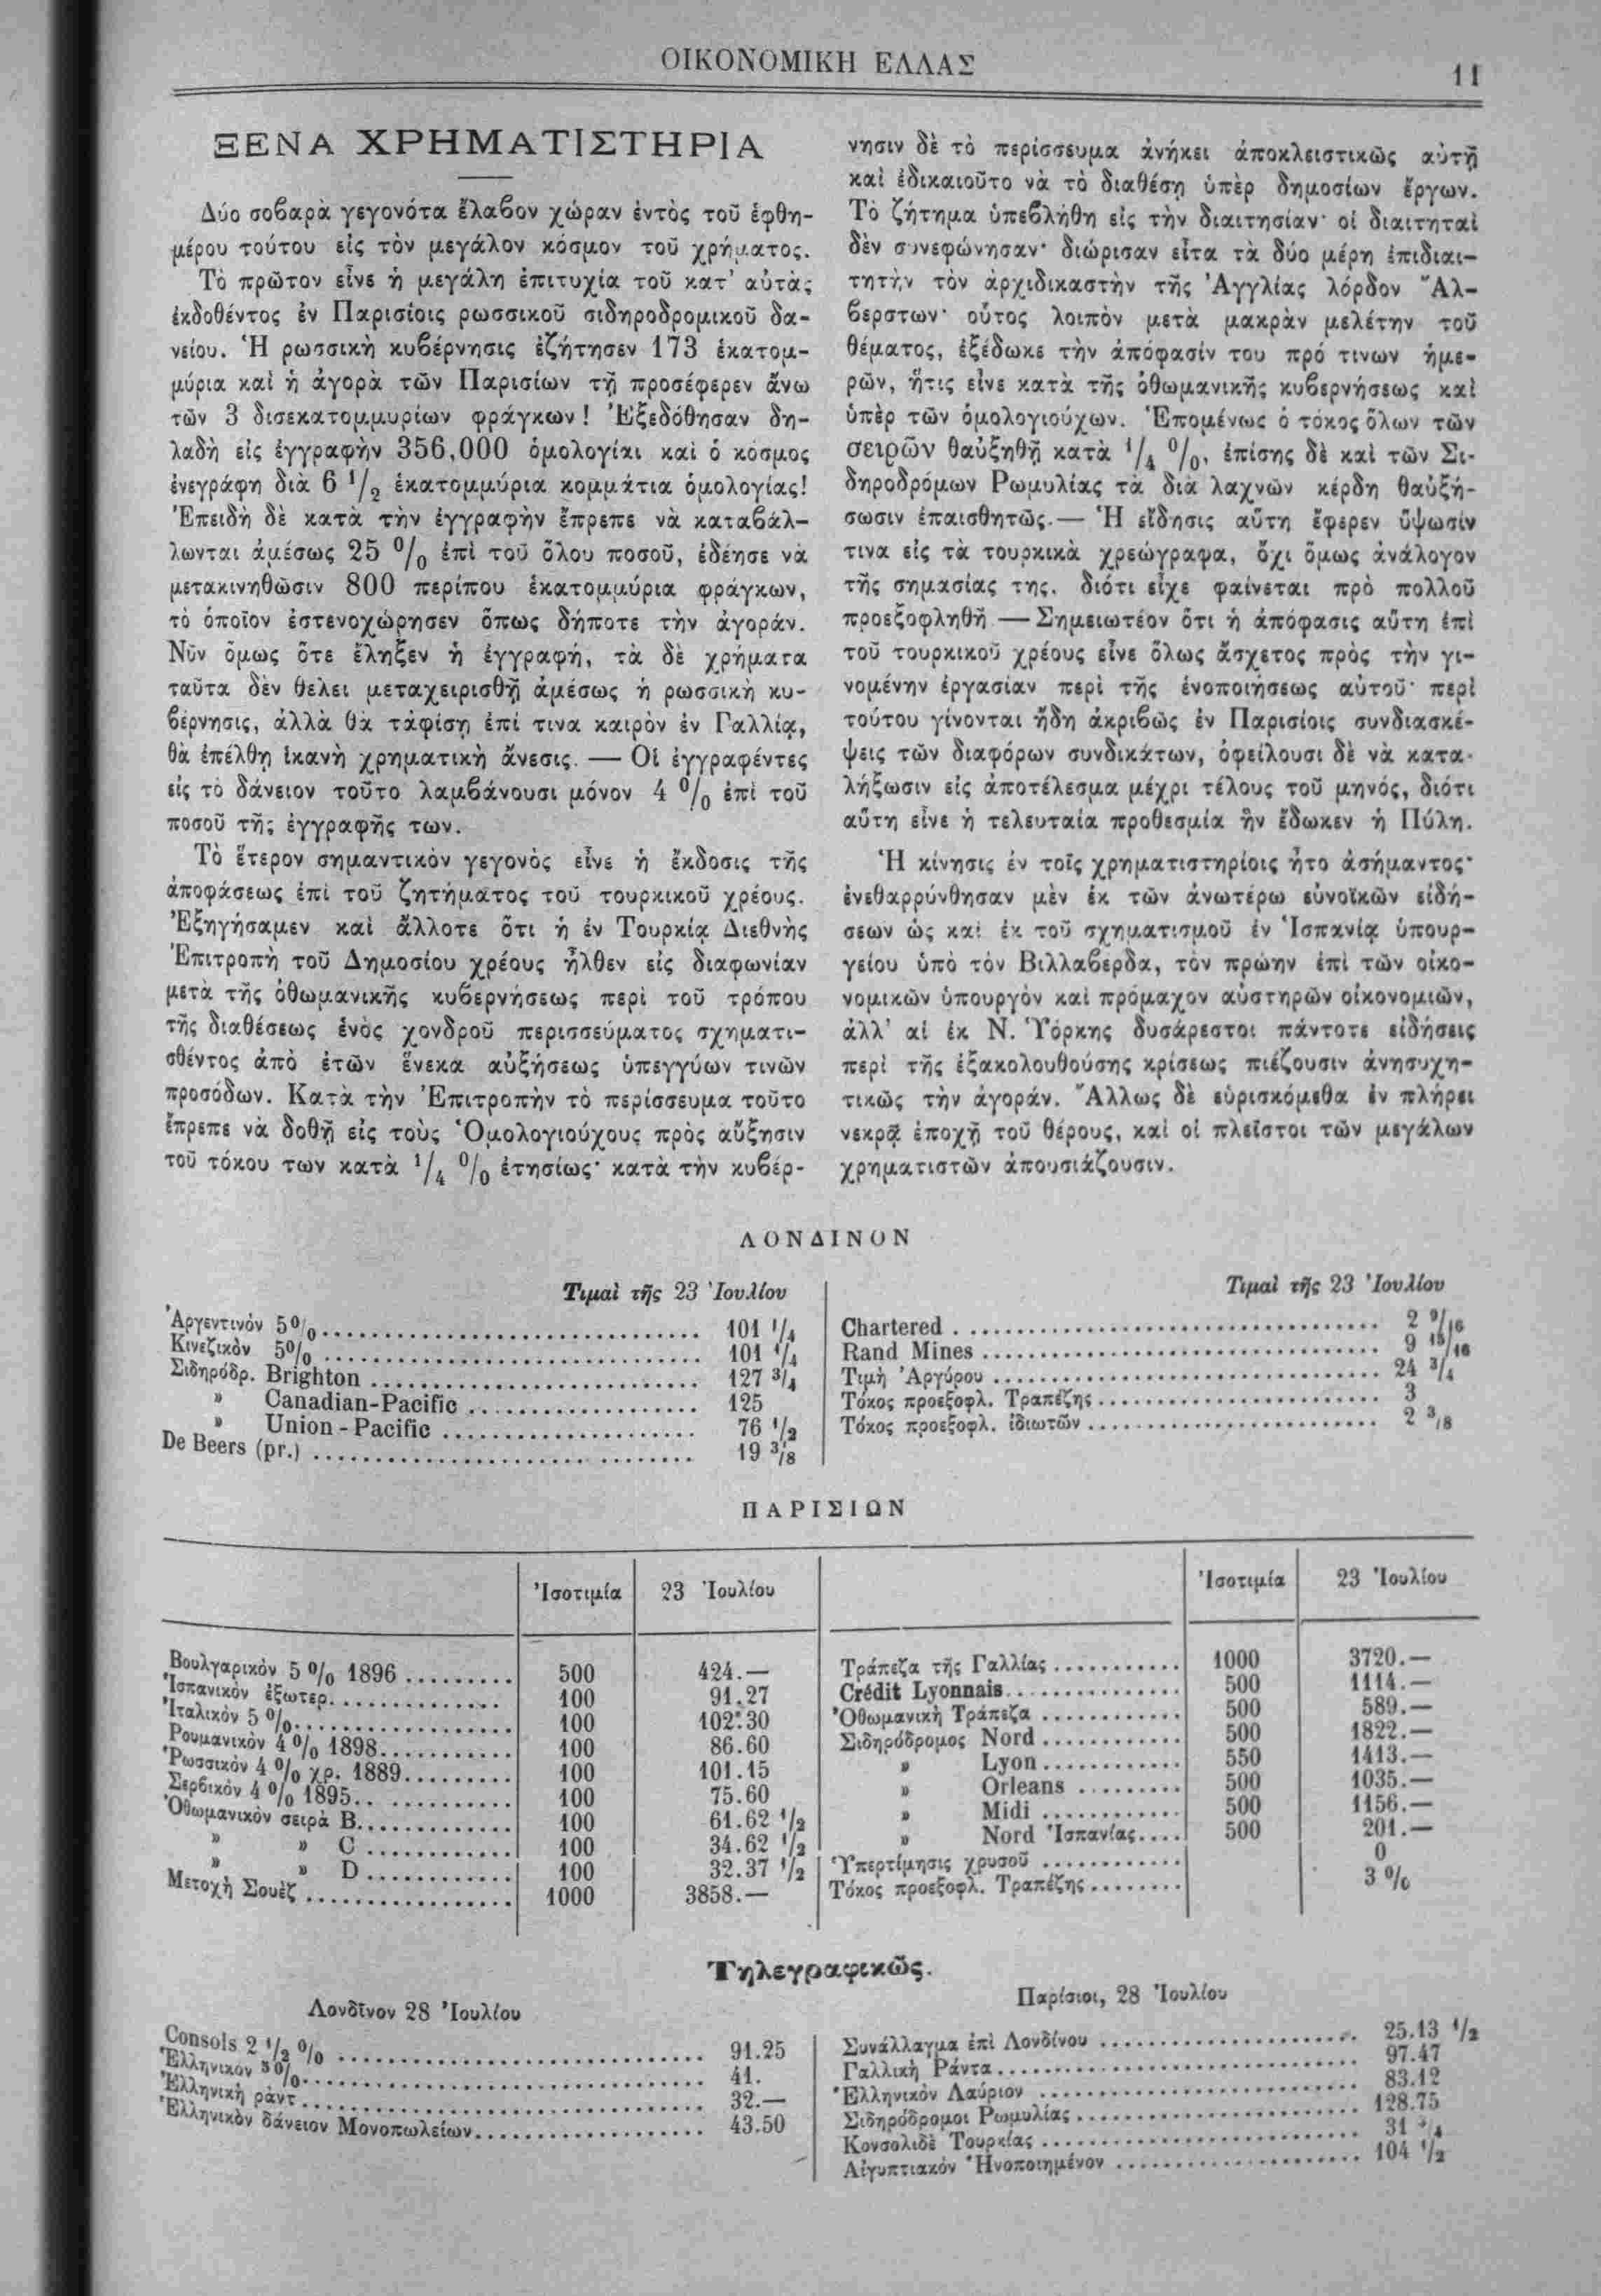 ΟΙΚΟΝΟΜΙΚΗ ΕΛΛΑΣ
11
ΞΕΝΑ ΧΡΗΜΑΤΙΣΤΗΡΙΑ
Δύο σοβαρὰ γεγονότα ἔλαβον χώραν ἐντὸς τοῦ ἑφθη-
μέρου τούτου εἰς τὸν μεγάλον κόσμον τοῦ χρήματος.
Τὸ πρῶτον εἶνε ἡ μεγάλη ἐπιτυχία τοῦ κατ' αὐτὰς
ἐκδοθέντος ἐν Παρισίοις ρωσσικοῦ σιδηροδρομικοῦ δα-
νείου. Ἡ ρωσσικὴ κυβέρνησις ἐζήτησεν 173 ἑκατομ-
μύρια καὶ ἡ ἀγορὰ τῶν Παρισίων τῇ προσέφερεν ἄνω
τῶν 3 δισεκατομμυρίων φράγκων! Ἐξεδόθησαν δη-
λαδὴ εἰς ἐγγραφὴν 356,000 ὁμολογίαι καὶ ὁ κόσμος
ἐνεγράφη διὰ 6 1/2 ἑκατομμύρια κομμάτια ὁμολογίας!
Ἐπειδὴ δὲ κατὰ τὴν ἐγγραφὴν ἔπρεπε νὰ καταβάλ-
λωνται ἀμέσως 25 % ἐπὶ τοῦ ὅλου ποσοῦ, ἐδέησε νὰ
μετακινηθῶσιν 800 περίπου ἑκατομμύρια φράγκων,
τὸ ὁποῖον ἐστενοχώρησεν ὅπως δήποτε τὴν ἀγοράν.
Νῦν ὅμως ὅτε ἔληξεν ἡ ἐγγραφή, τὰ δὲ χρήματα
ταῦτα δὲν θέλει μεταχειρισθῇ ἀμέσως ἡ ρωσσικὴ κυ-
βέρνησις, ἀλλὰ θὰ τἀφίσῃ ἐπί τινα καιρὸν ἐν Γαλλίᾳ,
θὰ ἐπέλθῃ ἱκανὴ χρηματικὴ ἄνεσις. — Οἱ ἐγγραφέντες
εἰς τὸ δάνειον τοῦτο λαμβάνουσι μόνον 4 % ἐπὶ τοῦ
ποσοῦ τῆς ἐγγραφῆς των.
Τὸ ἕτερον σημαντικὸν γεγονὸς εἶνε ἡ ἔκδοσις τῆς
ἀποφάσεως ἐπὶ τοῦ ζητήματος τοῦ τουρκικοῦ χρέους.
Ἐξηγήσαμεν καὶ ἄλλοτε ὅτι ἡ ἐν Τουρκίᾳ Διεθνὴς
Ἐπιτροπὴ τοῦ Δημοσίου χρέους ἦλθεν εἰς διαφωνίαν
μετὰ τῆς ὀθωμανικῆς κυβερνήσεως περὶ τοῦ τρόπου
τῆς διαθέσεως ἑνὸς χονδροῦ περισσεύματος σχηματι-
σθέντος ἀπὸ ἐτῶν ἕνεκα αὐξήσεως ὑπεγγύων τινῶν
προσόδων. Κατὰ τὴν Ἐπιτροπὴν τὸ περίσσευμα τοῦτο
ἔπρεπε νὰ δοθῇ εἰς τοὺς Ὁμολογιούχους πρὸς αὔξησιν
τοῦ τόκου των κατὰ 1/4 % ἐτησίως· κατὰ τὴν κυβέρ-
νησιν δὲ τὸ περίσσευμα ἀνήκει ἀποκλειστικῶς αὐτῇ
καὶ ἐδικαιοῦτο νὰ τὸ διαθέσῃ ὑπὲρ δημοσίων ἔργων.
Τὸ ζήτημα ὑπεβλήθη εἰς τὴν διαιτησίαν· οἱ διαιτηταὶ
δὲν συνεφώνησαν· διώρισαν εἶτα τὰ δύο μέρη ἐπιδιαι-
τητὴν τὸν ἀρχιδικαστὴν τῆς Ἀγγλίας λόρδον Ἄλ-
βερστων· οὗτος λοιπὸν μετὰ μακρὰν μελέτην τοῦ
θέματος, ἐξέδωκε τὴν ἀπόφασίν του πρό τινων ἡμε-
ρῶν, ἥτις εἶνε κατὰ τῆς ὀθωμανικῆς κυβερνήσεως καὶ
ὑπὲρ τῶν ὁμολογιούχων. Ἑπομένως ὁ τόκος ὅλων τῶν
σειρῶν θαὐξηθῇ κατὰ 1/4 %, ἐπίσης δὲ καὶ τῶν Σι-
δηροδρόμων Ρωμυλίας τὰ διὰ λαχνῶν κέρδη θαὐξή-
σωσιν ἐπαισθητῶς.— Ἡ εἴδησις αὕτη ἔφερεν ὕψωσίν
τινα εἰς τὰ τουρκικὰ χρεώγραφα, ὄχι ὅμως ἀνάλογον
τῆς σημασίας της, διότι εἶχε φαίνεται πρὸ πολλοῦ
προεξοφληθῆ — Σημειωτέον ὅτι ἡ ἀπόφασις αὕτη ἐπὶ
τοῦ τουρκικοῦ χρέους εἶνε ὅλως ἄσχετος πρὸς τὴν γι-
νομένην ἐργασίαν περὶ τῆς ἑνοποιήσεως αὐτοῦ· περὶ
τούτου γίνονται ἤδη ἀκριβῶς ἐν Παρισίοις συνδιασκέ-
ψεις τῶν διαφόρων συνδικάτων, ὀφείλουσι δὲ νὰ κατα-
λήξωσιν εἰς ἀποτέλεσμα μέχρι τέλους τοῦ μηνός, διότι
αὕτη εἶνε ἡ τελευταία προθεσμία ἣν ἔδωκεν ἡ Πύλη.
Ἡ κίνησις ἐν τοῖς χρηματιστηρίοις ἦτο ἀσήμαντος·
ἐνεθαρρύνθησαν μὲν ἐκ τῶν ἀνωτέρω εὐνοϊκῶν εἰδή-
σεων ὡς καὶ ἐκ τοῦ σχηματισμοῦ ἐν Ἱσπανίᾳ ὑπουρ-
γείου ὑπὸ τὸν Βιλλαβέρδα, τὸν πρώην ἐπὶ τῶν οἰκο-
νομικῶν ὑπουργὸν καὶ πρόμαχον αὐστηρῶν οἰκονομιῶν,
ἀλλ' αἱ ἐκ Ν. Ὑόρκης δυσάρεστοι πάντοτε εἰδήσεις
περὶ τῆς ἐξακολουθούσης κρίσεως πιέζουσιν ἀνησυχη-
τικῶς τὴν ἀγοράν. Ἄλλως δὲ εὑρισκόμεθα ἐν πλήρει
νεκρᾷ ἐποχῇ τοῦ θέρους, καὶ οἱ πλεῖστοι τῶν μεγάλων
χρηματιστῶν ἀπουσιάζουσιν.
ΛΟΝΔΙΝΟΝ
Τιμαὶ τῆς 23 Ἰουλίου
Ἀργεντινὸν 5% 101 1/4
Κινεζικὸν 5% 101 1/4
Σιδηρόδρ. Brighton 127 3/4
» Canadian-Pacific 125
» Union-Pacific 76 1/2
De Beers (pr.) 19 3/8
Τιμαὶ τῆς 23 Ἰουλίου
Chartered 2 9/16
Rand Mines 9 15/16
Τιμὴ Ἀργύρου 24 3/4
Τόκος προεξοφλ. Τραπέζης 3
Τόκος προεξοφλ. ἰδιωτῶν 2 3/8
ΠΑΡΙΣΙΩΝ
Ἰσοτιμία 23 Ἰουλίου
Βουλγαρικὸν 5 % 1896 500 424.—
Ἱσπανικὸν ἐξωτερ. 100 91.27
Ἰταλικὸν 5 % 100 102.30
Ρουμανικὸν 4 % 1898 100 86.60
Ρωσσικὸν 4 % χρ. 1889 100 101.15
Σερβικὸν 4 % 1895 100 75.60
Ὀθωμανικὸν σειρὰ B 100 61.62 1/2
» » C 100 34.62 1/2
» » D 100 32.37 1/2
Μετοχὴ Σουὲζ 1000 3858.—
Ἰσοτιμία 23 Ἰουλίου
Τράπεζα τῆς Γαλλίας 1000 3720.—
Crédit Lyonnais 500 1114.—
Ὀθωμανικὴ Τράπεζα 500 589.—
Σιδηρόδρομος Nord 500 1822.—
» Lyon 550 1413.—
» Orleans 500 1035.—
» Midi 500 1156.—
» Nord Ἱσπανίας 500 201.—
Ὑπερτίμησις χρυσοῦ 0
Τόκος προεξοφλ. Τραπέζης 3 %
Τηλεγραφικῶς.
Λονδῖνον 28 Ἰουλίου
Consols 2 1/2 % 91.25
Ἑλληνικὸν 5% 41.
Ἑλληνικὴ ράντ. 32.—
Ἑλληνικὸν δάνειον Μονοπωλείων 43.50
Παρίσιοι, 28 Ἰουλίου
Συνάλλαγμα ἐπὶ Λονδίνου 25.13 1/2
Γαλλικὴ Ράντα 97.47
Ἑλληνικὸν Λαύριον 83.12
Σιδηρόδρομοι Ρωμυλίας 128.75
Κονσολιδὲ Τουρκίας 31
Αἰγυπτιακὸν Ἡνοποιημένον 104 1/2